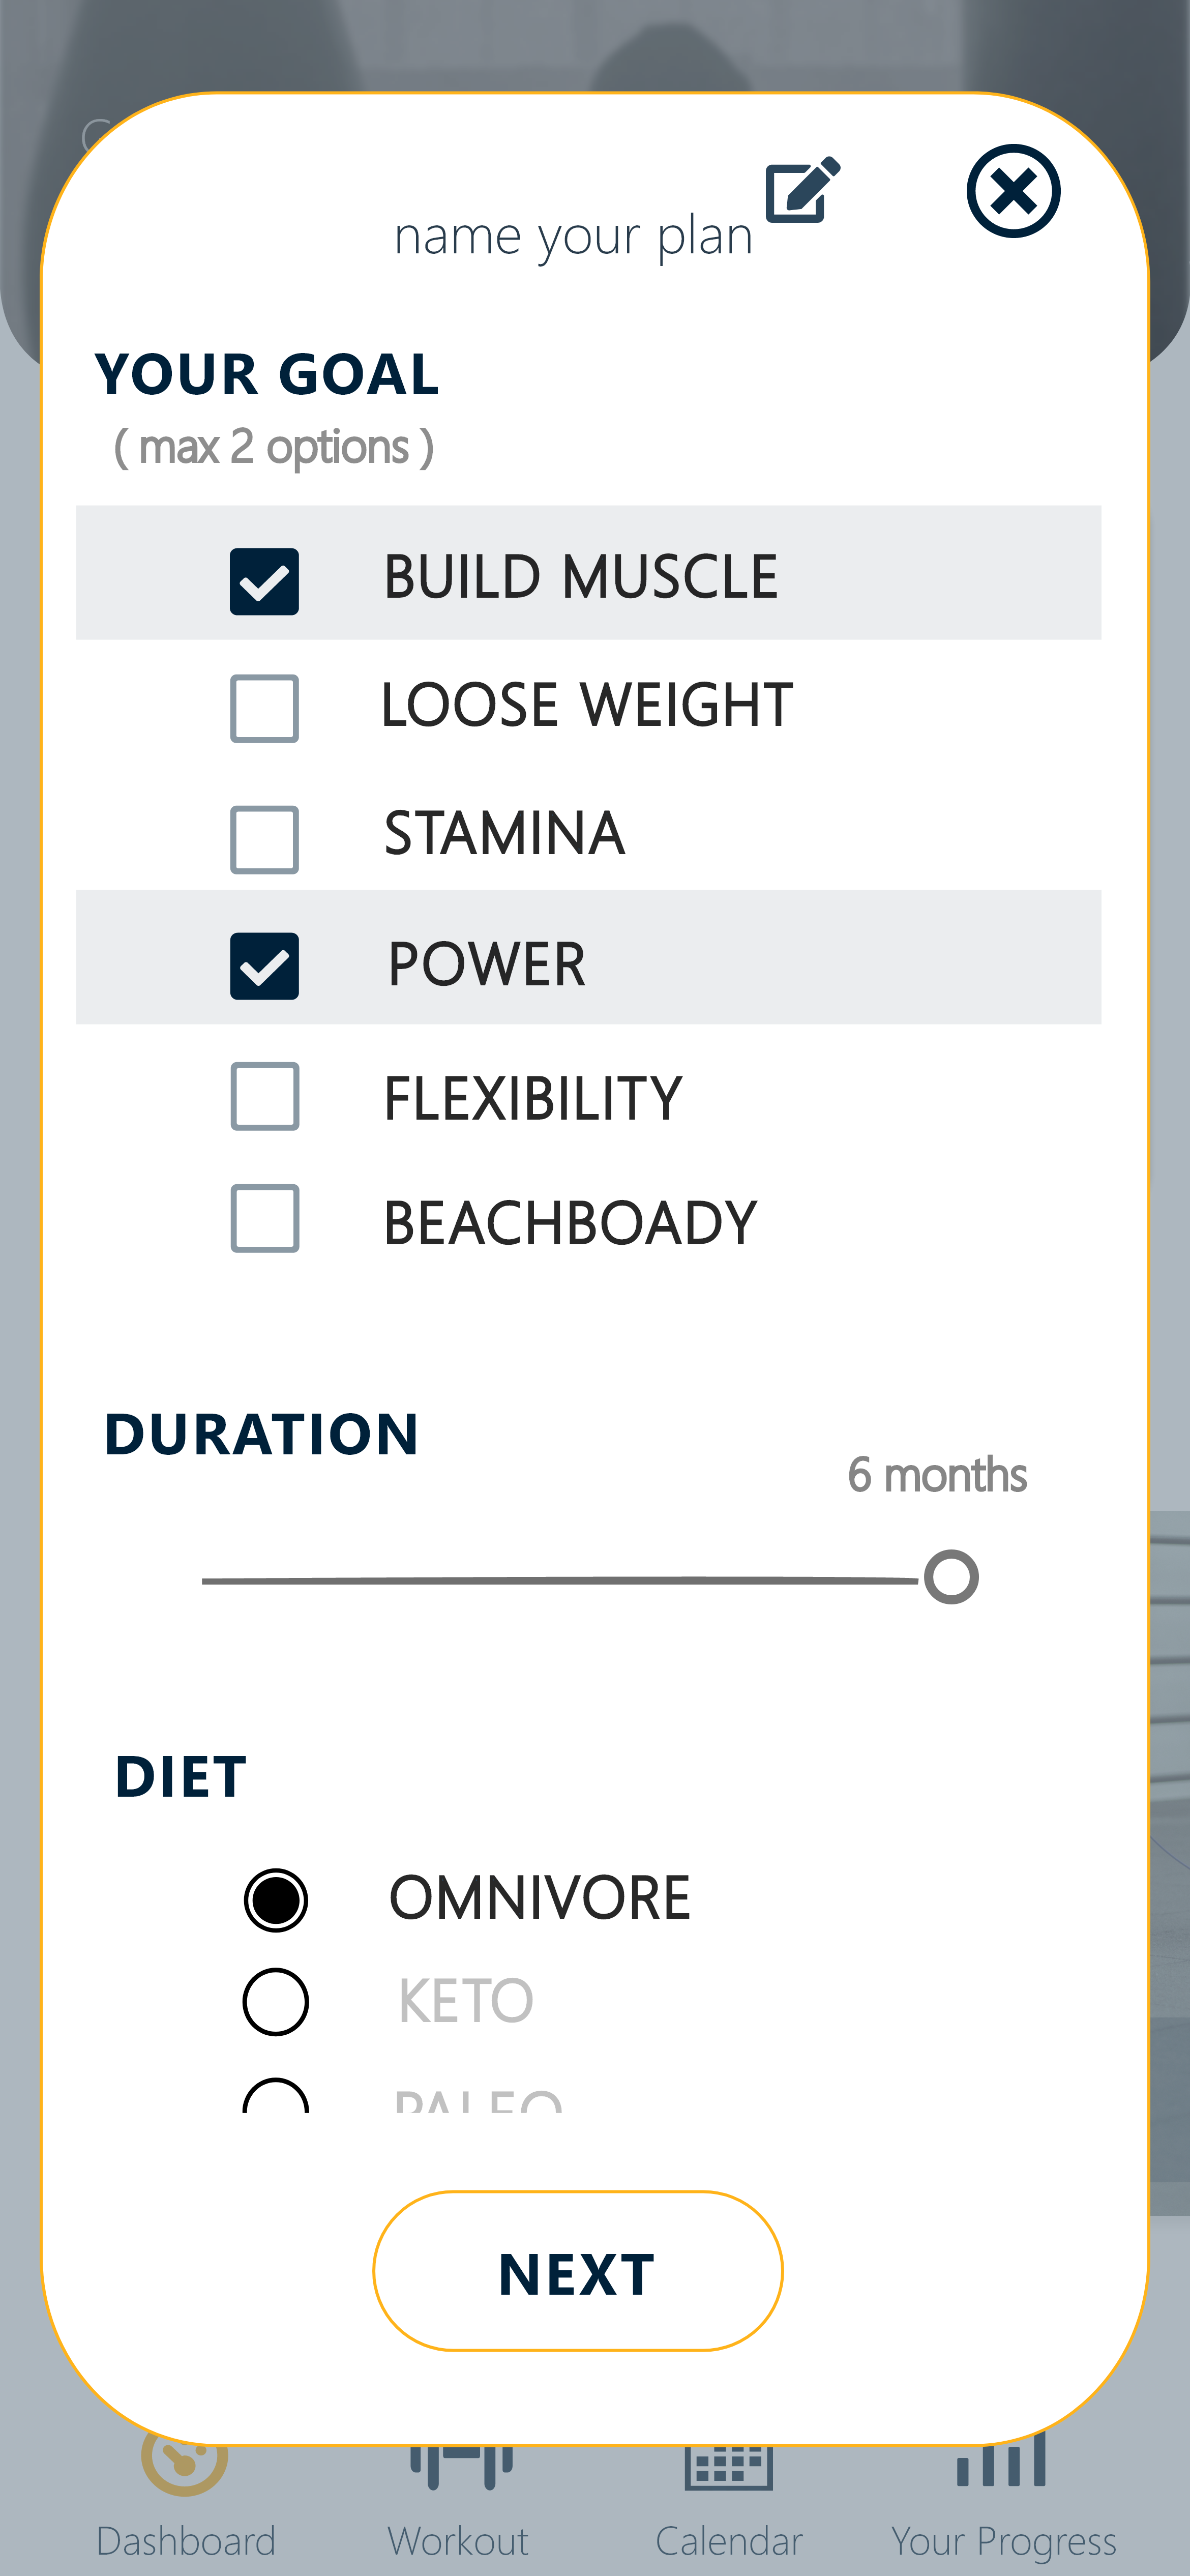 name your plan
YOUR GOAL
( max 2 options )
BUILD MUSCLE
LOOSE WEIGHT
STAMINA
POWER
FLEXIBILITY
BEACHBOADY
DURATION
6 months
DIET
OMNIVORE
KETO
PALEO
NEXT
Dashboard
Workout
Calendar
Your Progress